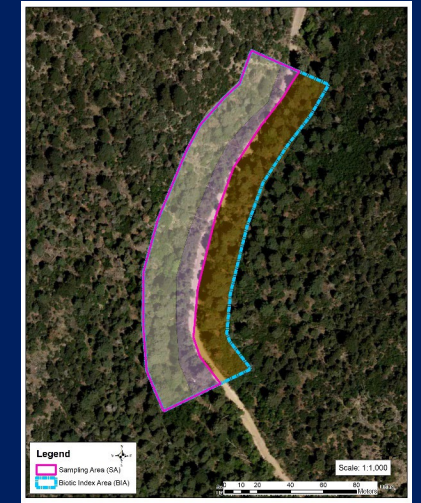 Legend
Sampling Area (SA)
Biotic Index Area (BIA)
Scale: 1:1,000
0 10 20 40 60 80
Meters